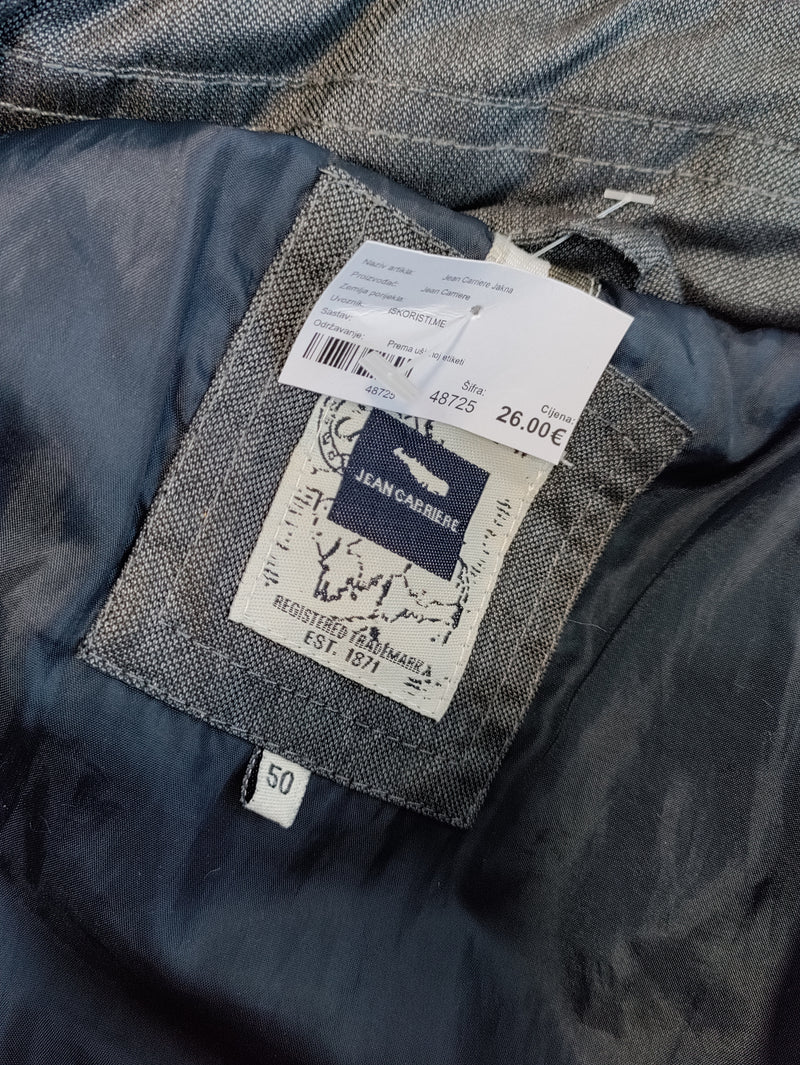 Naziv artikla: Jean Carriere Jakna
Proizvođač: Jean Carriere
Zemlja porijekla:
Uvoznik: ISKORISTI.ME
Sastav:
Održavanje: Prema etiketi
48725
Šifra:
48725
Cijena:
26.00€
JEAN CARRIERE
REGISTERED TRADEMARK
EST. 1871
50